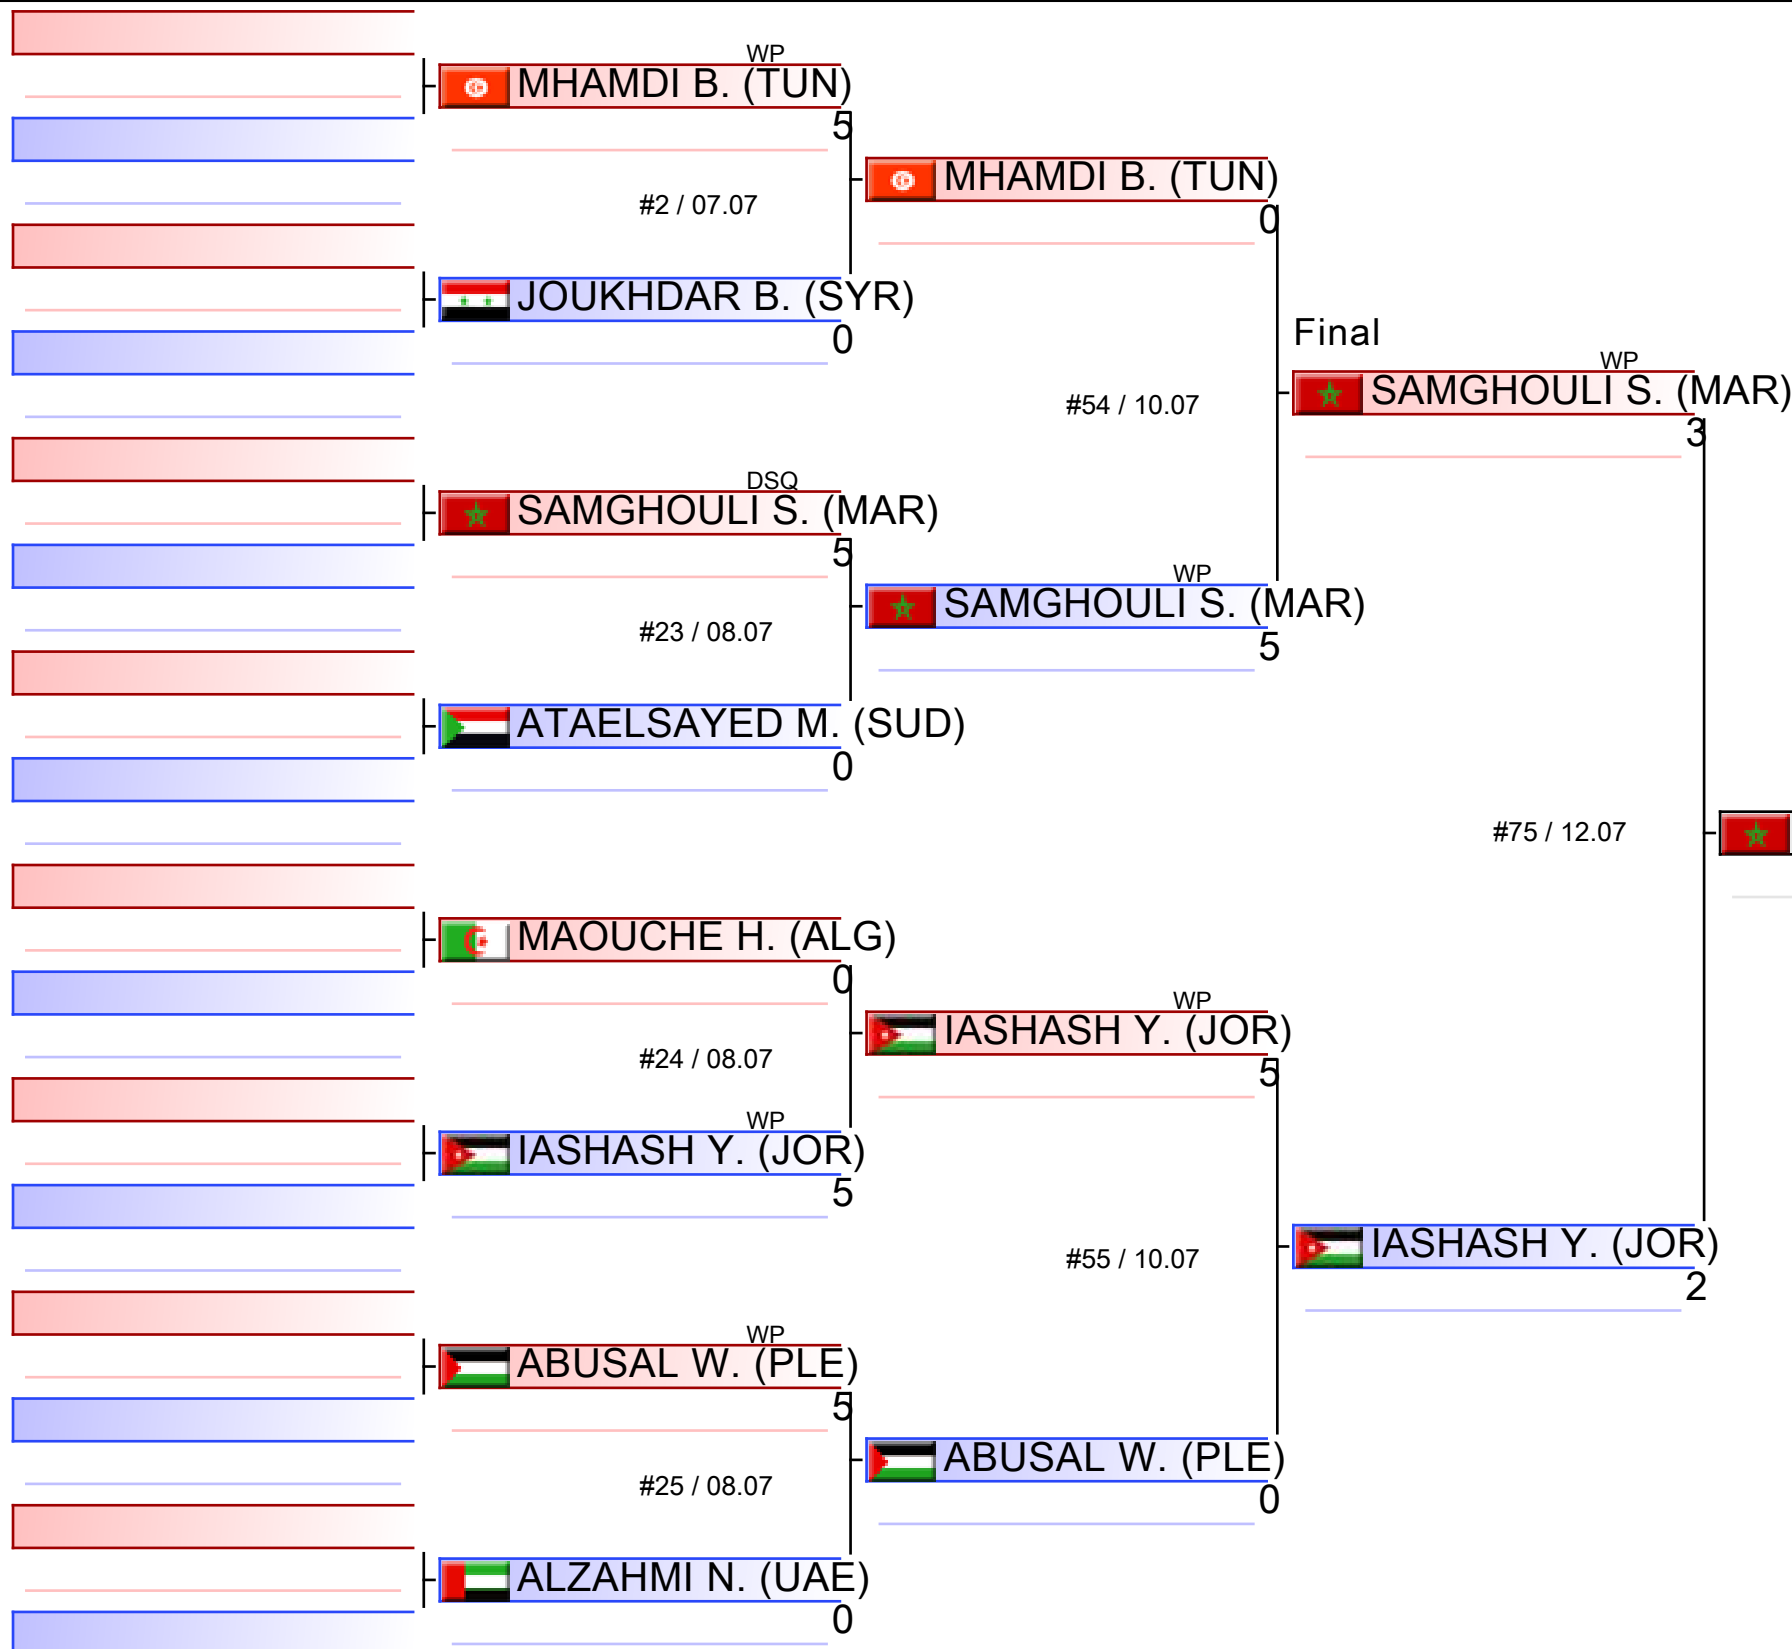 WP
MHAMDI B. (TUN)
5
#2 / 07.07
JOUKHDAR B. (SYR)
0
DSQ
SAMGHOULI S. (MAR)
5
#23 / 08.07
ATAELSAYED M. (SUD)
0
MAOUCHE H. (ALG)
0
#24 / 08.07
WP
IASHASH Y. (JOR)
5
WP
ABUSAL W. (PLE)
5
#25 / 08.07
ALZAHMI N. (UAE)
0
MHAMDI B. (TUN)
0
#54 / 10.07
WP
SAMGHOULI S. (MAR)
5
WP
IASHASH Y. (JOR)
5
#55 / 10.07
ABUSAL W. (PLE)
0
Final
WP
SAMGHOULI S. (MAR)
3
#75 / 12.07
IASHASH Y. (JOR)
2